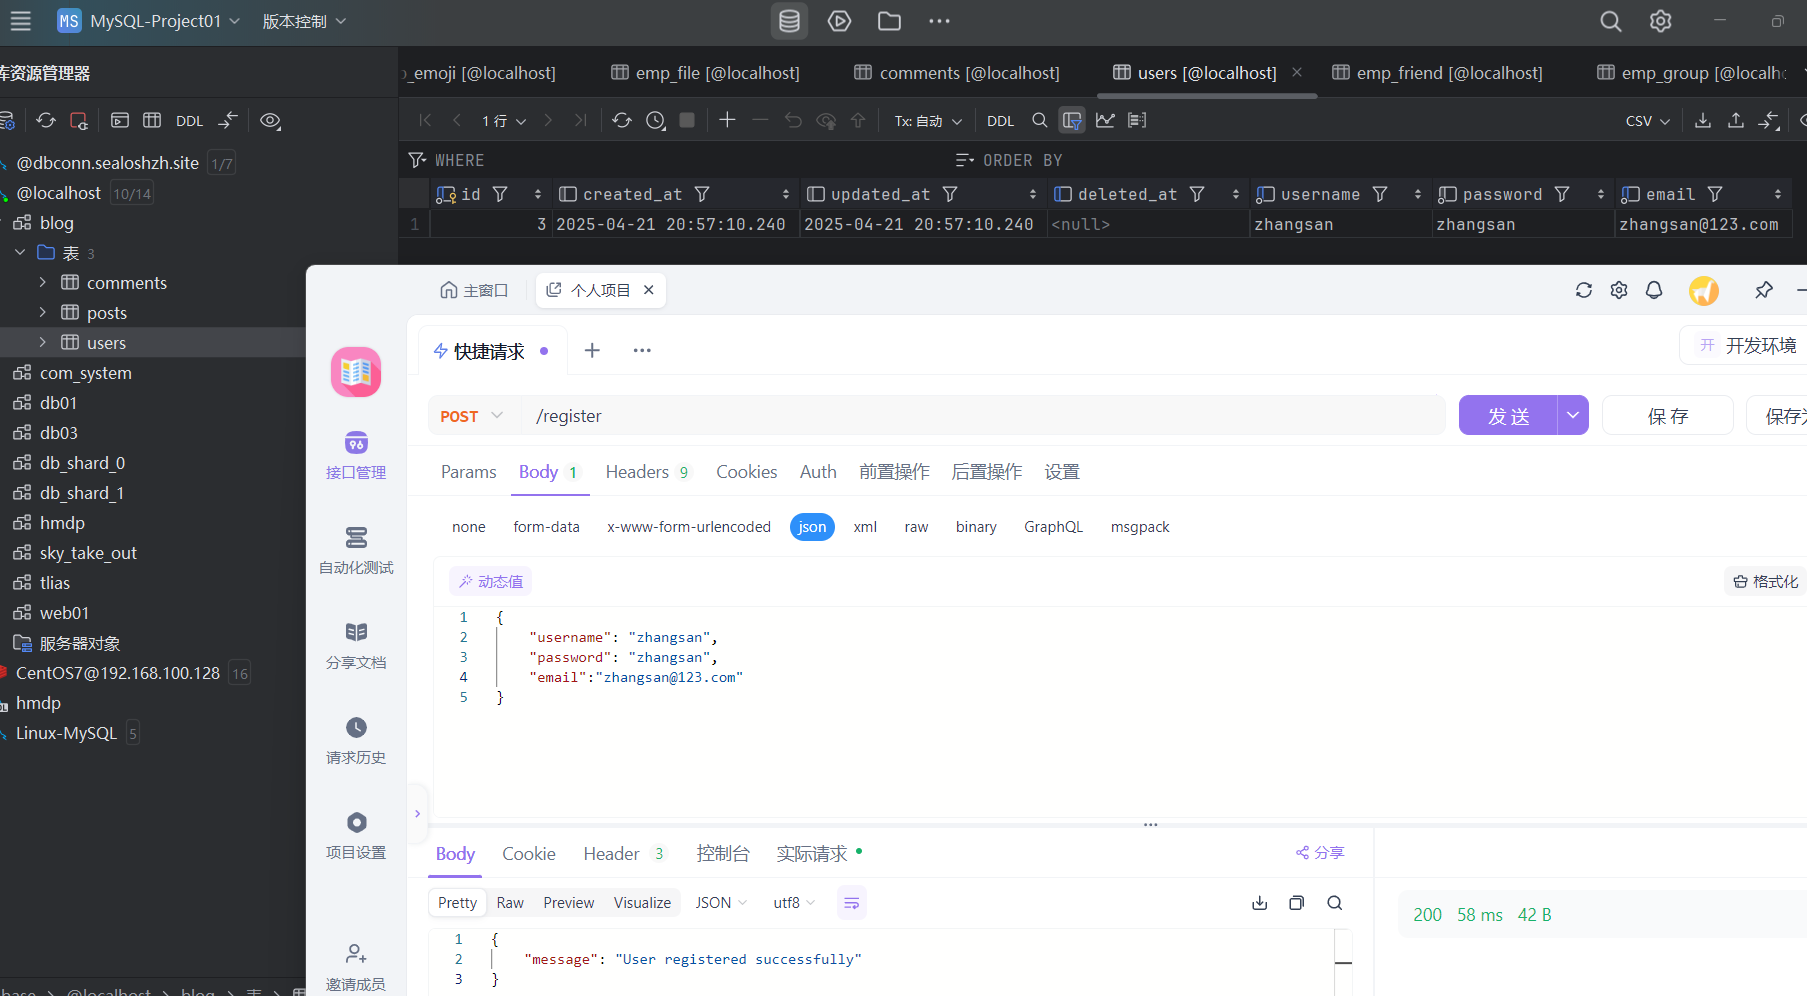 MS MySQL-Project01 版本控制
库资源管理器
_emoji [@localhost] emp_file [@localhost] comments [@localhost] users [@localhost] emp_friend [@localhost] emp_group [@localho
DDL
1 行 Tx: 自动 DDL CSV
WHERE ORDER BY
id created_at updated_at deleted_at username password email
1 3 2025-04-21 20:57:10.240 2025-04-21 20:57:10.240 <null> zhangsan zhangsan zhangsan@123.com
@dbconn.sealoshzh.site 1/7
@localhost 10/14
blog
表 3
comments
posts
users
com_system
db01
db03
db_shard_0
db_shard_1
hmdp
sky_take_out
tlias
web01
服务器对象
CentOS7@192.168.100.128 16
hmdp
Linux-MySQL 5
base > @localhost > blog > 表 >
主窗口 个人项目
快捷请求
开 开发环境
接口管理
自动化测试
分享文档
请求历史
项目设置
邀请成员
POST /register 发送 保存 保存为
Params Body 1 Headers 9 Cookies Auth 前置操作 后置操作 设置
none form-data x-www-form-urlencoded json xml raw binary GraphQL msgpack
动态值 格式化
1 {
2 "username": "zhangsan",
3 "password": "zhangsan",
4 "email":"zhangsan@123.com"
5 }
Body Cookie Header 3 控制台 实际请求 分享
Pretty Raw Preview Visualize JSON utf8
200 58 ms 42 B
1 {
2 "message": "User registered successfully"
3 }